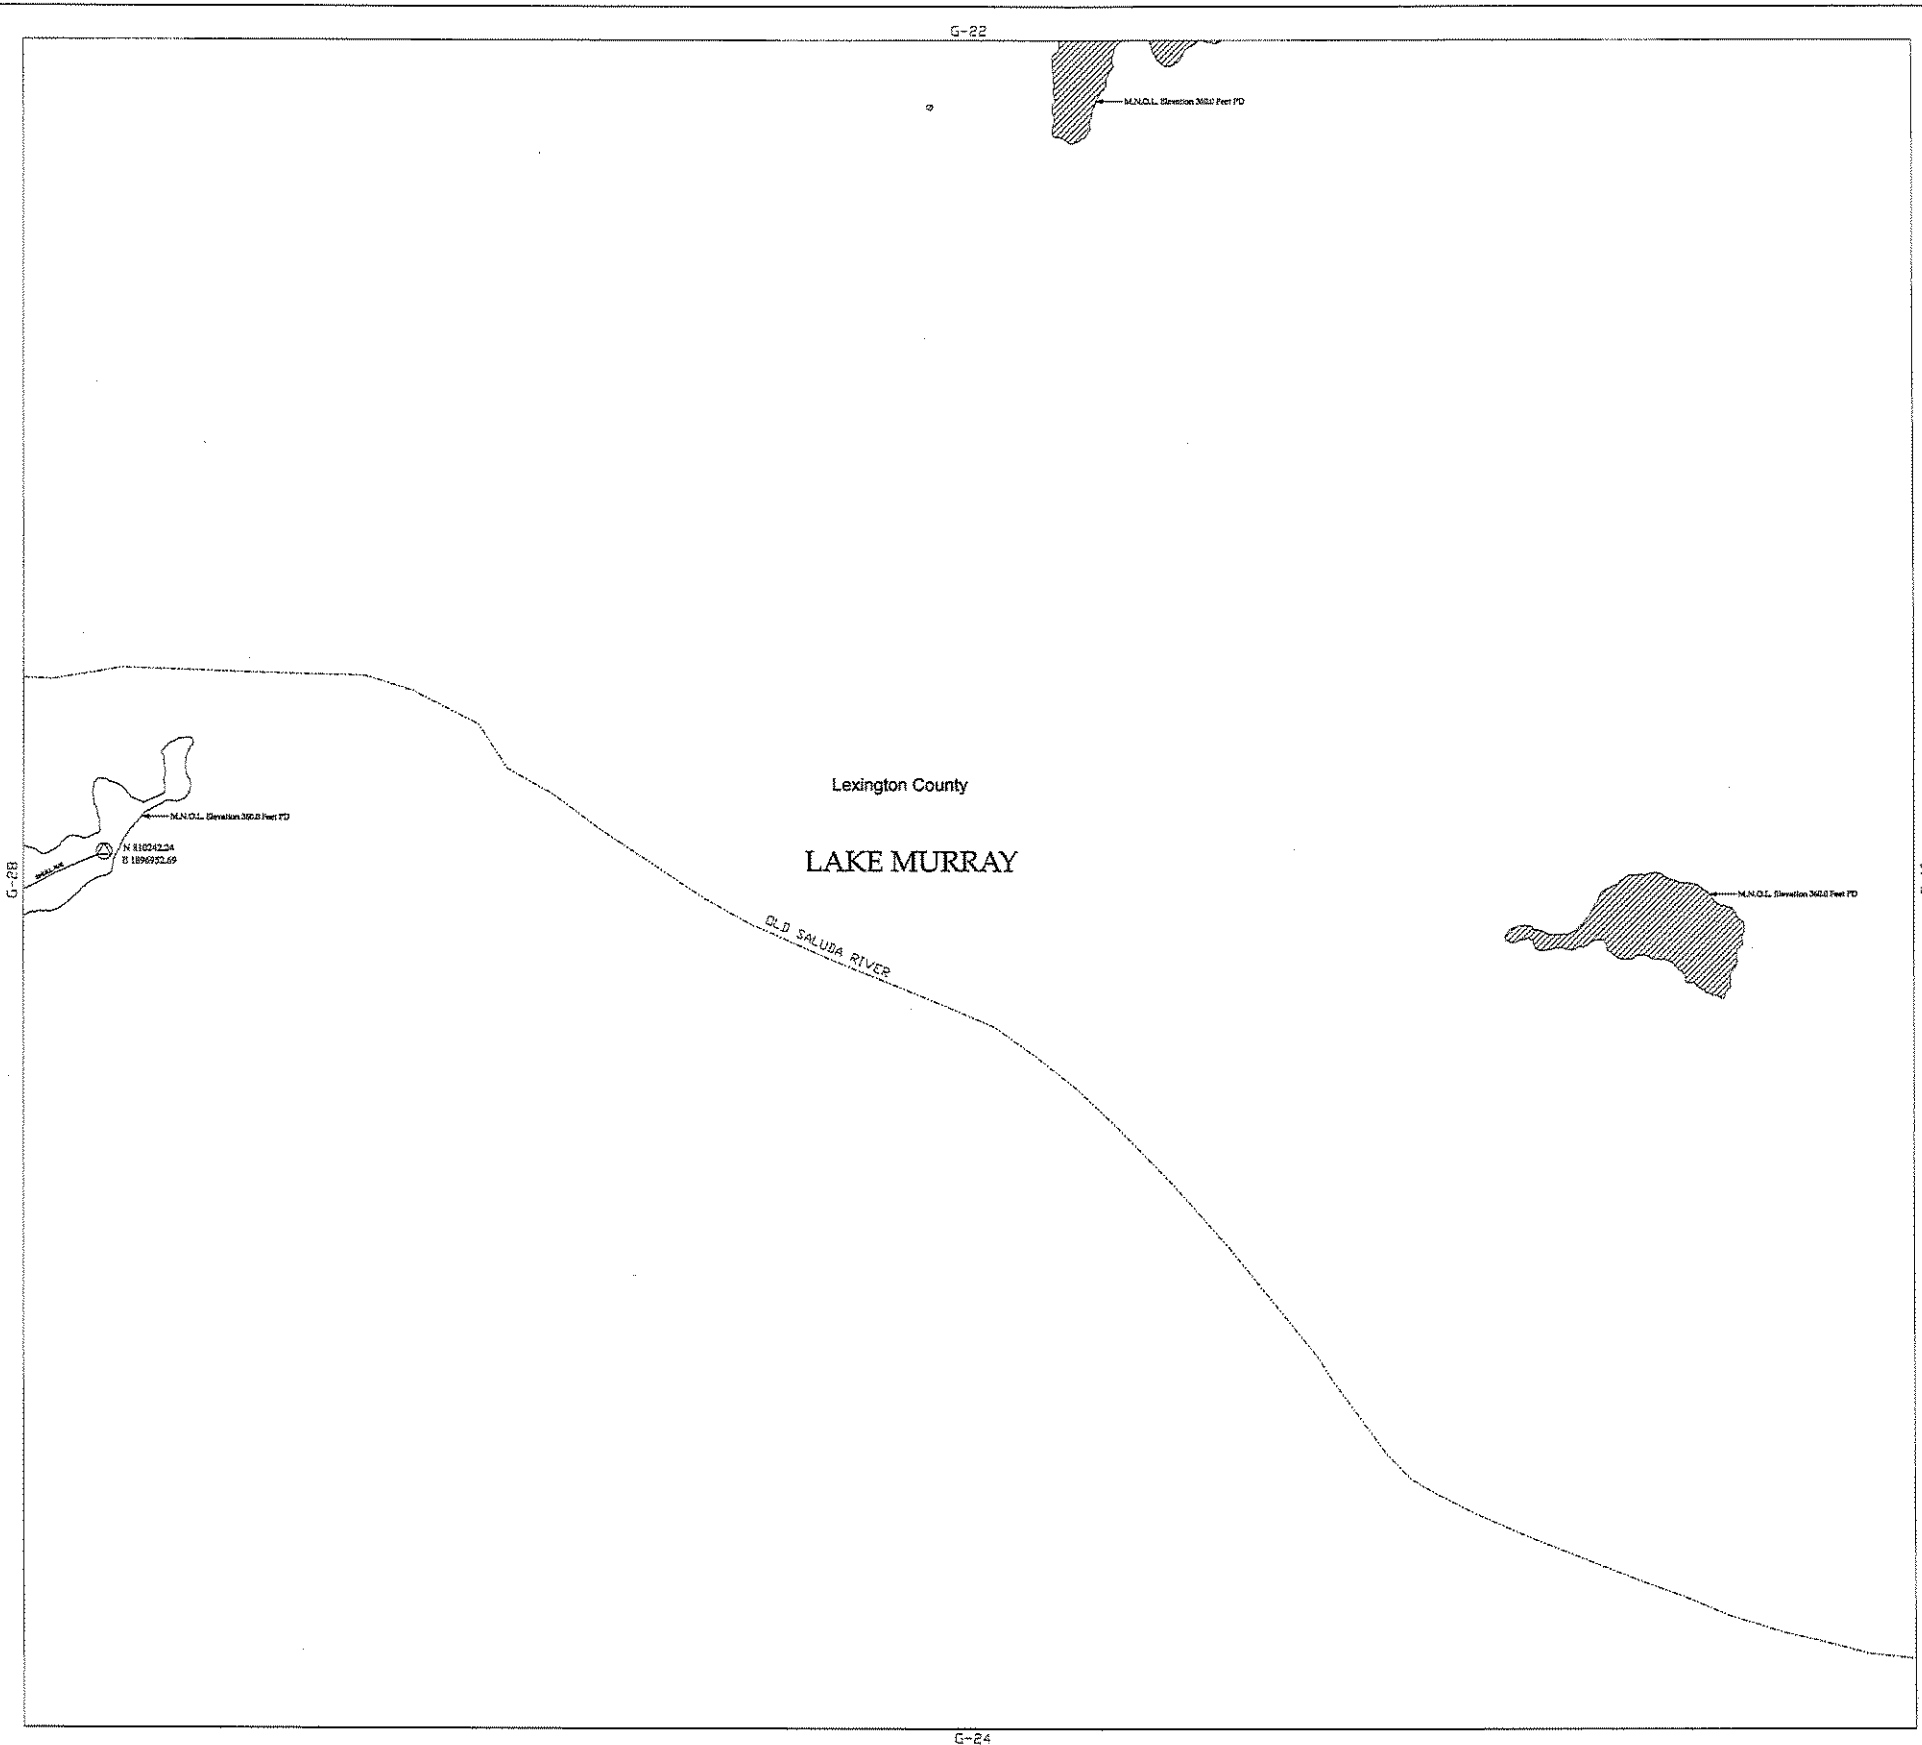 G-22
M.N.O.L. Elevation 360.0 Feet PD
Lexington County
M.N.O.L. Elevation 360.0 Feet PD
N 810242.24
E 1896952.69
G-28
LAKE MURRAY
M.N.O.L. Elevation 360.0 Feet PD
OLD SALUDA RIVER
G-24